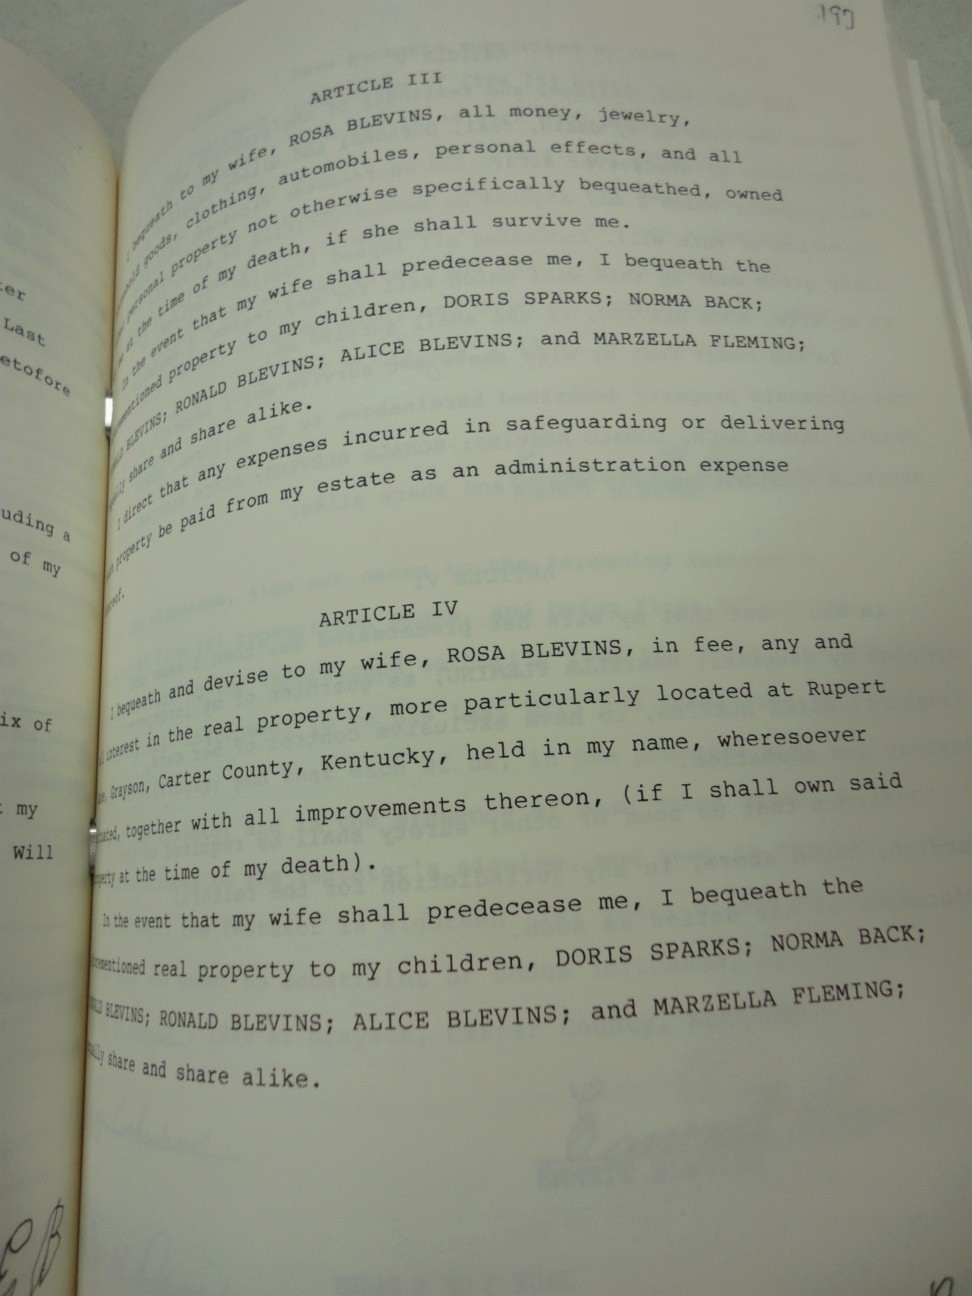 197
ARTICLE III
I bequeath to my wife, ROSA BLEVINS, all money, jewelry,
goods, clothing, automobiles, personal effects, and all
personal property not otherwise specifically bequeathed, owned
at the time of my death, if she shall survive me.
In the event that my wife shall predecease me, I bequeath the
property to my children, DORIS SPARKS; NORMA BACK;
BLEVINS; RONALD BLEVINS; ALICE BLEVINS; and MARZELLA FLEMING;
share and share alike.
I direct that any expenses incurred in safeguarding or delivering
property be paid from my estate as an administration expense
ARTICLE IV
I bequeath and devise to my wife, ROSA BLEVINS, in fee, any and
interest in the real property, more particularly located at Rupert
Grayson, Carter County, Kentucky, held in my name, wheresoever
together with all improvements thereon, (if I shall own said
at the time of my death).
In the event that my wife shall predecease me, I bequeath the
real property to my children, DORIS SPARKS; NORMA BACK;
BLEVINS; RONALD BLEVINS; ALICE BLEVINS; and MARZELLA FLEMING;
share and share alike.
Last
etofore
uding a
of my
ix of
my
Will